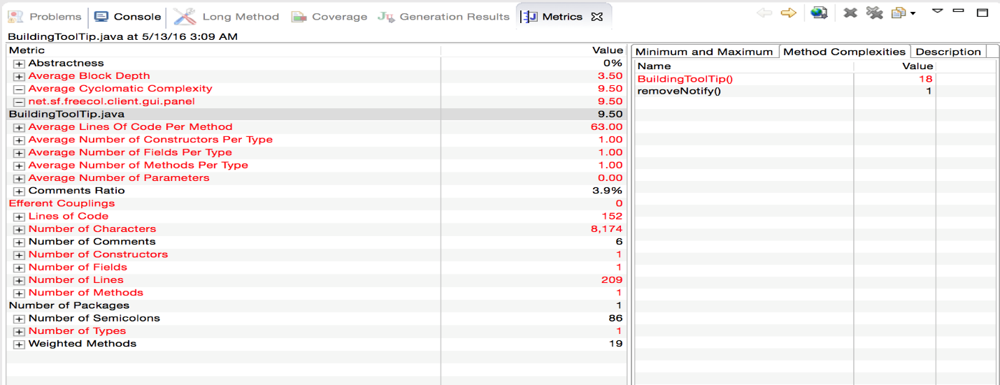 Problems Console Long Method Coverage Generation Results Metrics
BuildingToolTip.java at 5/13/16 3:09 AM
Metric Value
Abstractness 0%
Average Block Depth 3.50
Average Cyclomatic Complexity 9.50
net.sf.freecol.client.gui.panel 9.50
BuildingToolTip.java 9.50
Average Lines Of Code Per Method 63.00
Average Number of Constructors Per Type 1.00
Average Number of Fields Per Type 1.00
Average Number of Methods Per Type 1.00
Average Number of Parameters 0.00
Comments Ratio 3.9%
Efferent Couplings 0
Lines of Code 152
Number of Characters 8,174
Number of Comments 6
Number of Constructors 1
Number of Fields 1
Number of Lines 209
Number of Methods 1
Number of Packages 1
Number of Semicolons 86
Number of Types 1
Weighted Methods 19
Minimum and Maximum Method Complexities Description
Name Value
BuildingToolTip() 18
removeNotify() 1